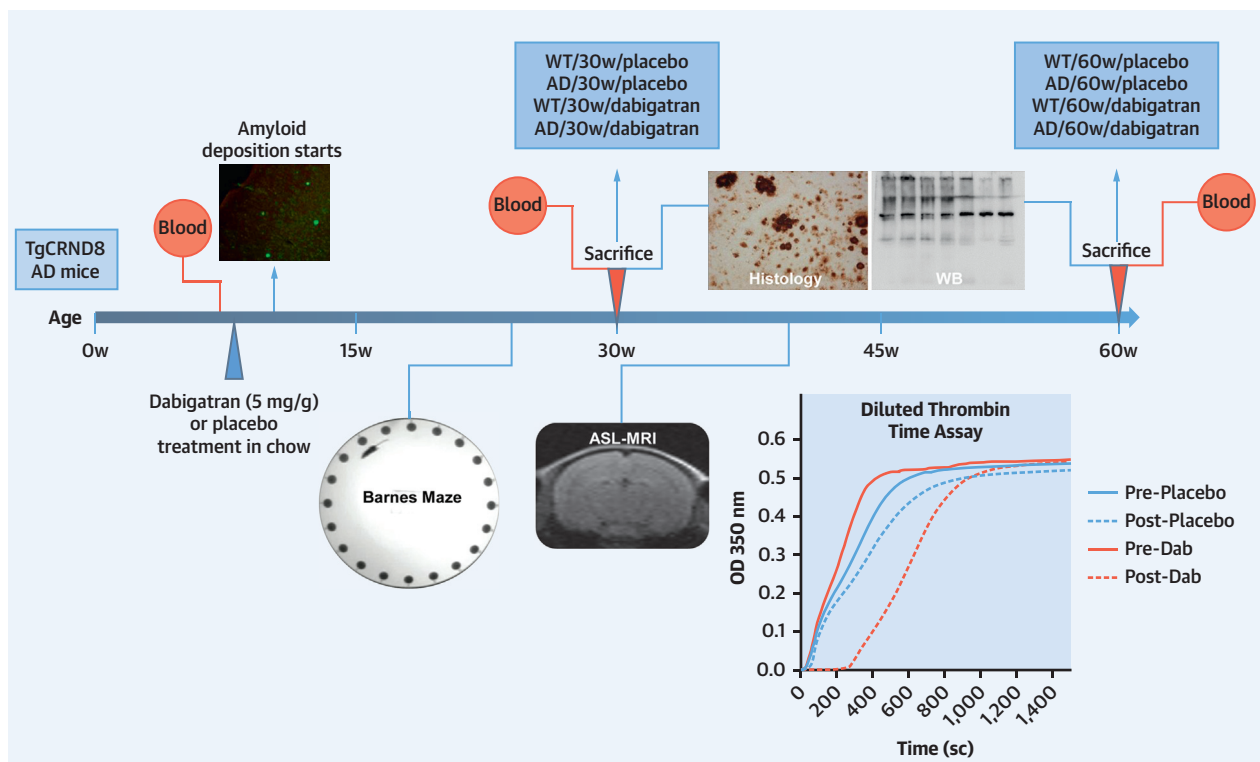 WT/30w/placebo
AD/30w/placebo
WT/30w/dabigatran
AD/30w/dabigatran
WT/60w/placebo
AD/60w/placebo
WT/60w/dabigatran
AD/60w/dabigatran
Amyloid
deposition starts
Blood
Blood
Blood
TgCRND8
AD mice
Sacrifice
Histology
WB
Sacrifice
Age
0w
15w
30w
45w
60w
Dabigatran (5 mg/g)
or placebo
treatment in chow
Barnes Maze
ASL-MRI
Diluted Thrombin
Time Assay
OD 350 nm
0.6
0.5
0.4
0.3
0.2
0.1
0.0
0
200
400
600
800
1,000
1,200
1,400
Time (sc)
Pre-Placebo
Post-Placebo
Pre-Dab
Post-Dab